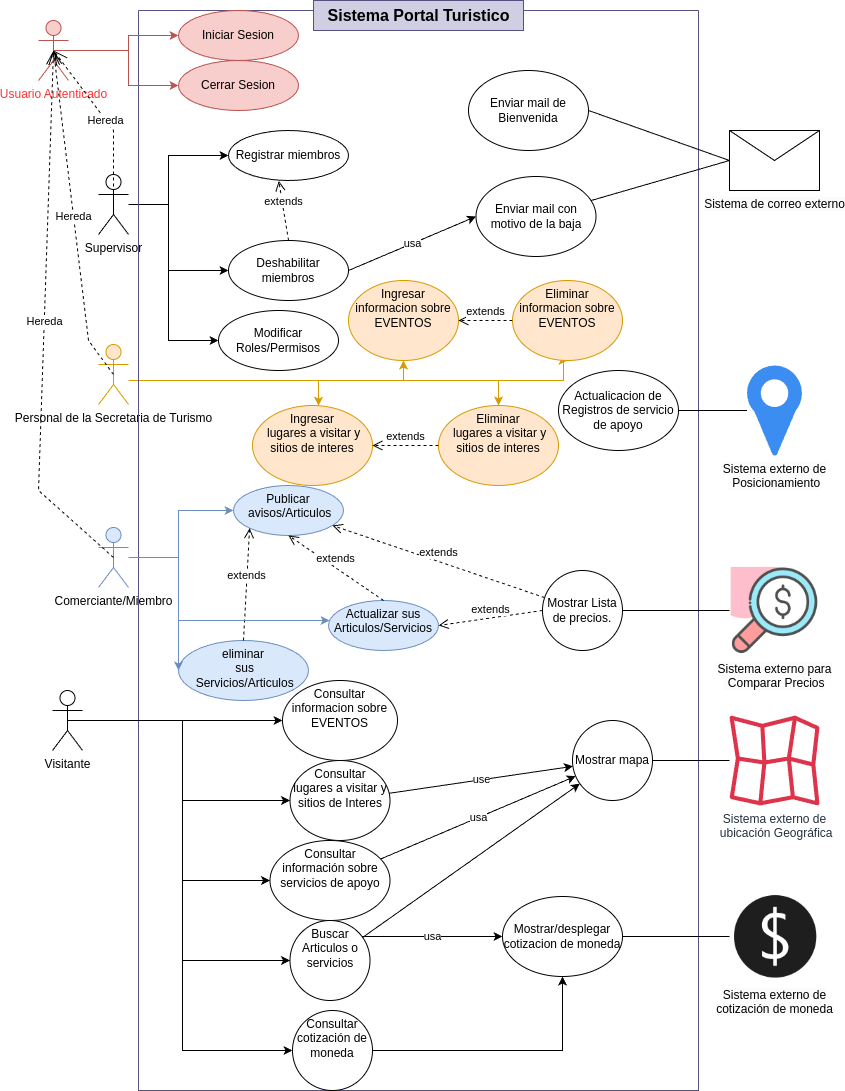 Sistema Portal Turistico
Iniciar Sesion
Cerrar Sesion
Usuario Autenticado
Hereda
Enviar mail de
Bienvenida
Registrar miembros
Sistema de correo externo
extends
Hereda
Enviar mail con
motivo de la baja
Supervisor
usa
Deshabilitar
miembros
Ingresar
informacion sobre
EVENTOS
extends
Eliminar
informacion sobre
EVENTOS
Hereda
Modificar
Roles/Permisos
Personal de la Secretaria de Turismo
Ingresar
lugares a visitar y
sitios de interes
extends
Eliminar
lugares a visitar y
sitios de interes
Actualicacion de
Registros de servicio
de apoyo
Sistema externo de
Posicionamiento
Publicar
avisos/Articulos
extends
extends
extends
Comerciante/Miembro
Actualizar sus
Articulos/Servicios
extends
Mostrar Lista
de precios.
eliminar
sus
Servicios/Articulos
Sistema externo para
Comparar Precios
Consultar
informacion sobre
EVENTOS
Visitante
Consultar
lugares a visitar y
sitios de Interes
use
Mostrar mapa
usa
Sistema externo de
ubicación Geográfica
Consultar
información sobre
servicios de apoyo
Buscar
Articulos o
servicios
usa
Mostrar/desplegar
cotizacion de moneda
Sistema externo de
cotización de moneda
Consultar
cotización de
moneda